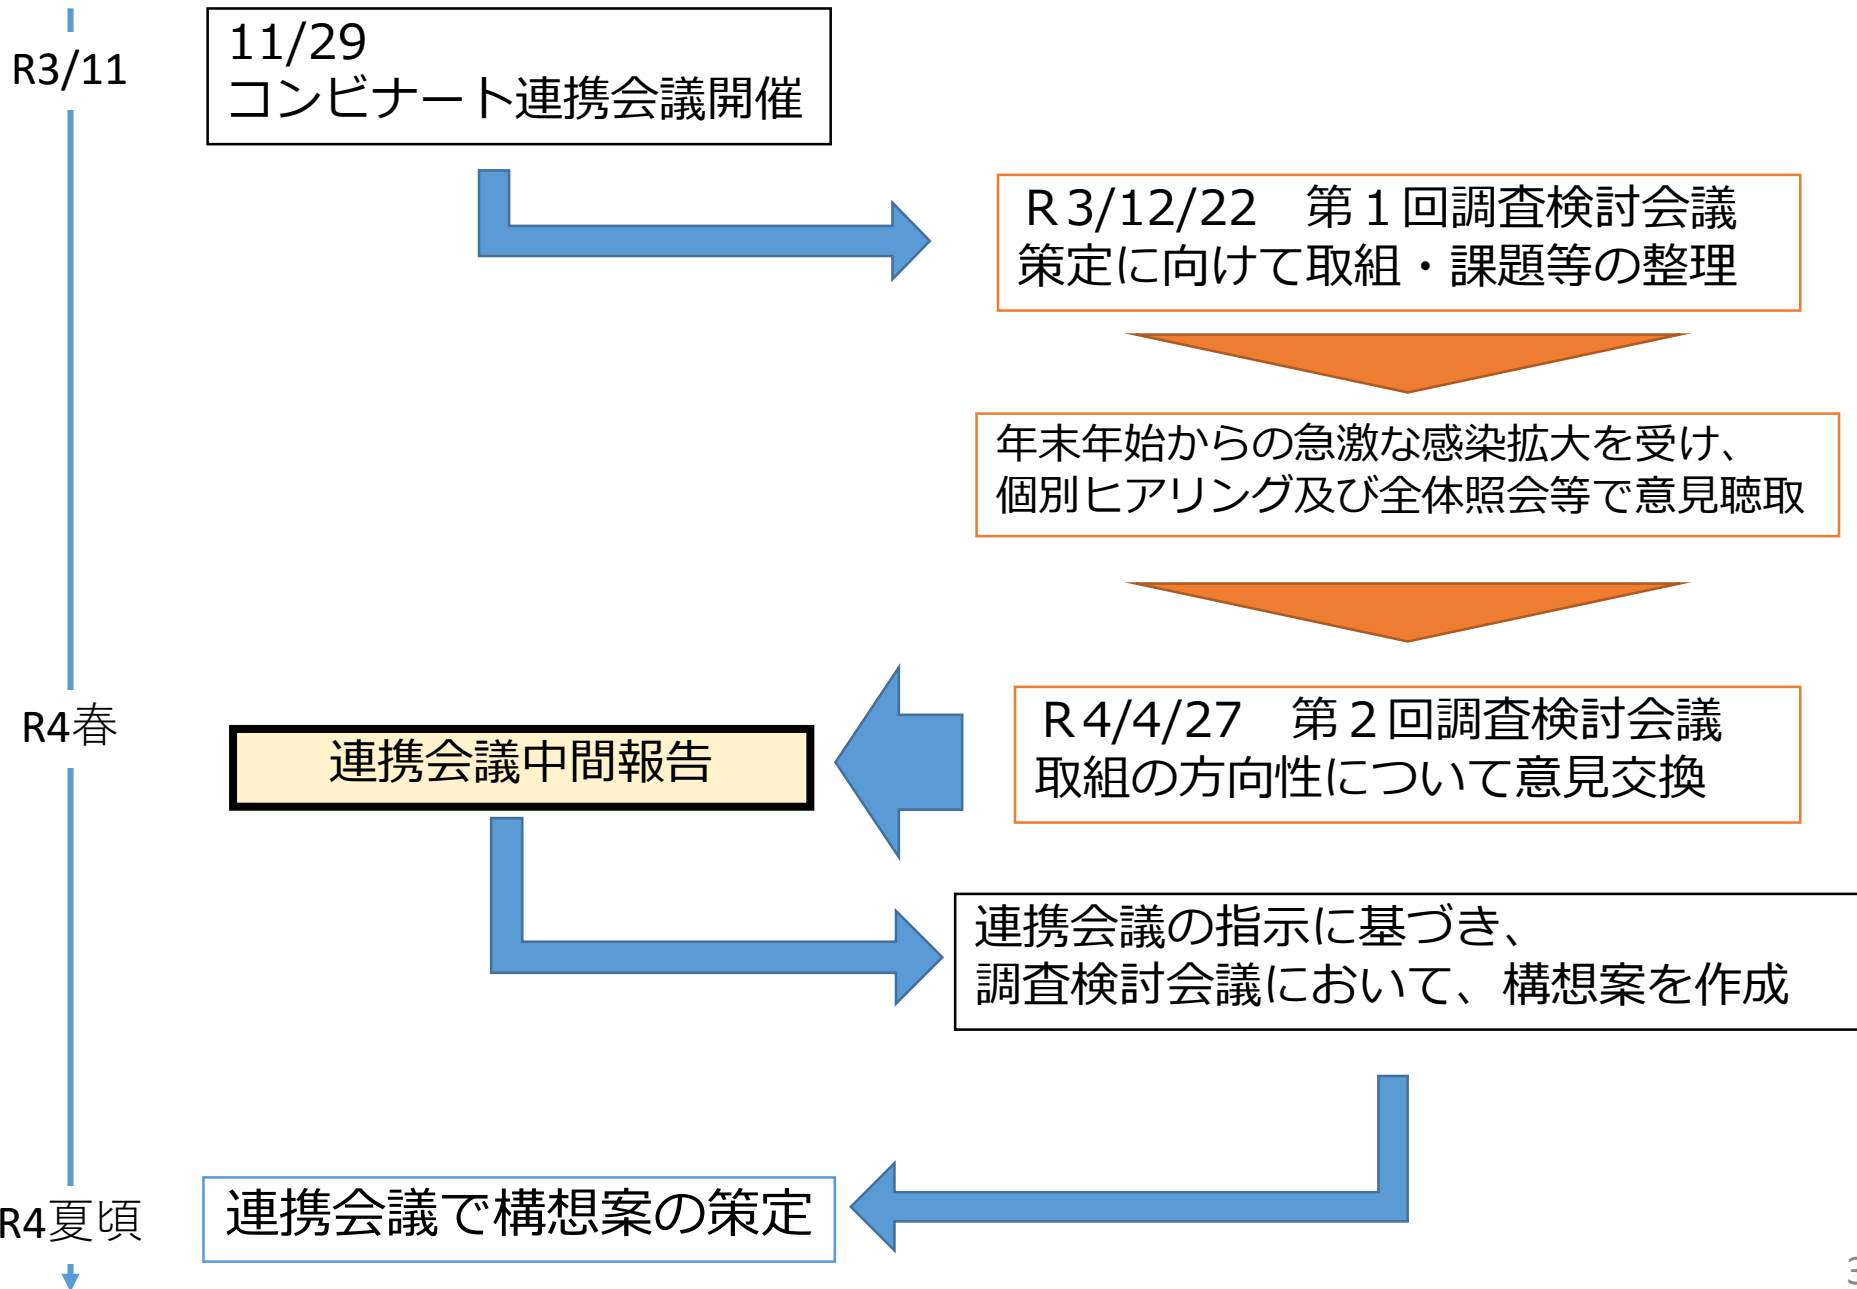 R3/11
11/29
コンビナート連携会議開催
R3/12/22　第1回調査検討会議
策定に向けて取組・課題等の整理
年末年始からの急激な感染拡大を受け、
個別ヒアリング及び全体照会等で意見聴取
R4春
連携会議中間報告
R4/4/27　第2回調査検討会議
取組の方向性について意見交換
連携会議の指示に基づき、
調査検討会議において、構想案を作成
R4夏頃
連携会議で構想案の策定
3